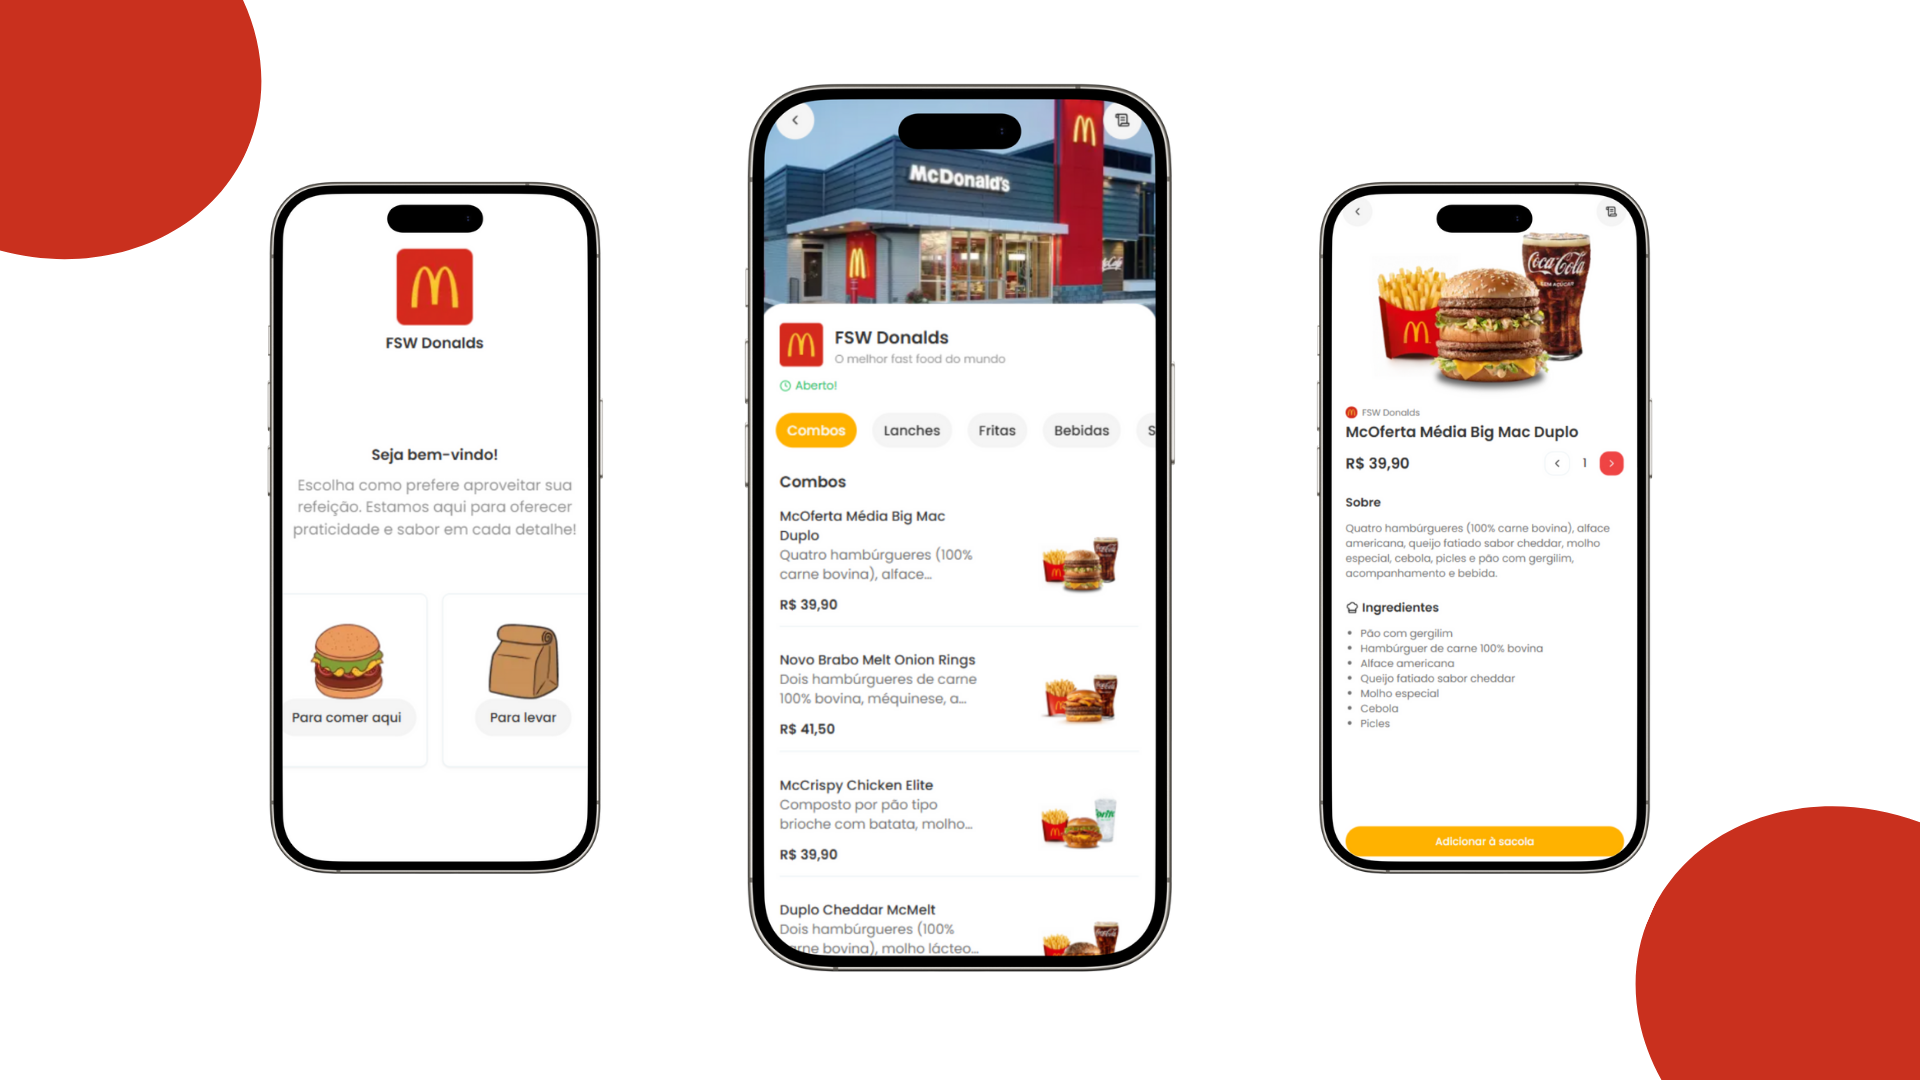 FSW Donalds
Seja bem-vindo!
Escolha como prefere aproveitar sua
refeição. Estamos aqui para oferecer
praticidade e sabor em cada detalhe!
Para comer aqui
Para levar
McDonald's
McCafé
FSW Donalds
O melhor fast food do mundo
Aberto!
Combos
Lanches
Fritas
Bebidas
S
Combos
McOferta Média Big Mac
Duplo
Quatro hambúrgueres (100%
carne bovina), alface...
R$ 39,90
Novo Brabo Melt Onion Rings
Dois hambúrgueres de carne
100% bovina, méquinese, a...
R$ 41,50
McCrispy Chicken Elite
Composto por pão tipo
brioche com batata, molho...
R$ 39,90
Duplo Cheddar McMelt
Dois hambúrgueres (100%
carne bovina), molho lácteo...
Coca-Cola
SEM AÇÚCAR
FSW Donalds
McOferta Média Big Mac Duplo
R$ 39,90
1
Sobre
Quatro hambúrgueres (100% carne bovina), alface
americana, queijo fatiado sabor cheddar, molho
especial, cebola, picles e pão com gergilim,
acompanhamento e bebida.
Ingredientes
Pão com gergilim
Hambúrguer de carne 100% bovina
Alface americana
Queijo fatiado sabor cheddar
Molho especial
Cebola
Picles
Adicionar à sacola